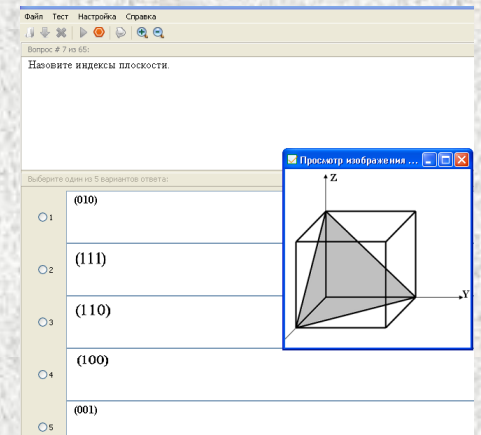 Файл Тест Настройка Справка
Вопрос # 7 из 65:
Назовите индексы плоскости.
Просмотр изображения ...
Выберите один из 5 вариантов ответа:
Z
Y
1 (010)
2 (111)
3 (110)
4 (100)
5 (001)